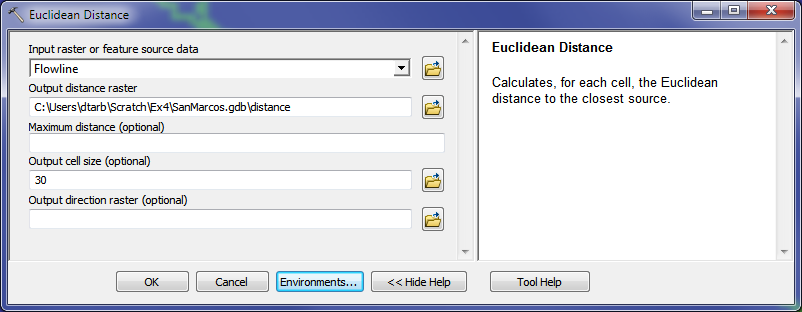 Euclidean Distance
Input raster or feature source data
Flowline
Output distance raster
C:\Users\dtarb\Scratch\Ex4\SanMarcos.gdb\distance
Maximum distance (optional)
Output cell size (optional)
30
Output direction raster (optional)
Euclidean Distance
Calculates, for each cell, the Euclidean
distance to the closest source.
OK
Cancel
Environments...
<< Hide Help
Tool Help